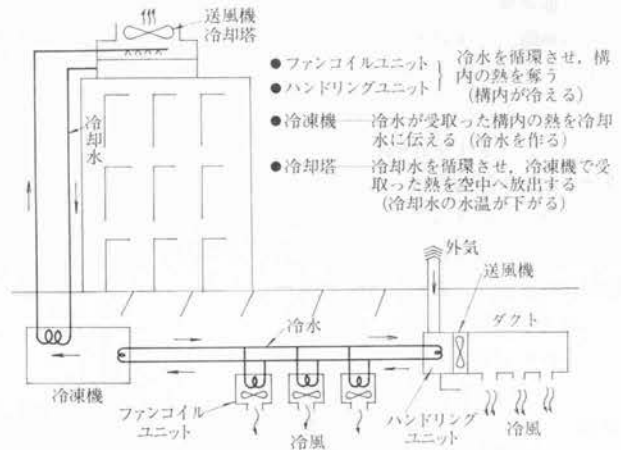 送風機
冷却塔
冷却水
●ファンコイルユニット
●ハンドリングユニット
冷水を循環させ，構
内の熱を奪う
（構内が冷える）
●冷凍機――冷水が受取った構内の熱を冷却
水に伝える（冷水を作る）
●冷却塔――冷却水を循環させ，冷凍機で受
取った熱を空中へ放出する
（冷却水の水温が下がる）
外気
送風機
ダクト
冷水
冷凍機
ファンコイル
ユニット
冷風
ハンドリング
ユニット
冷風